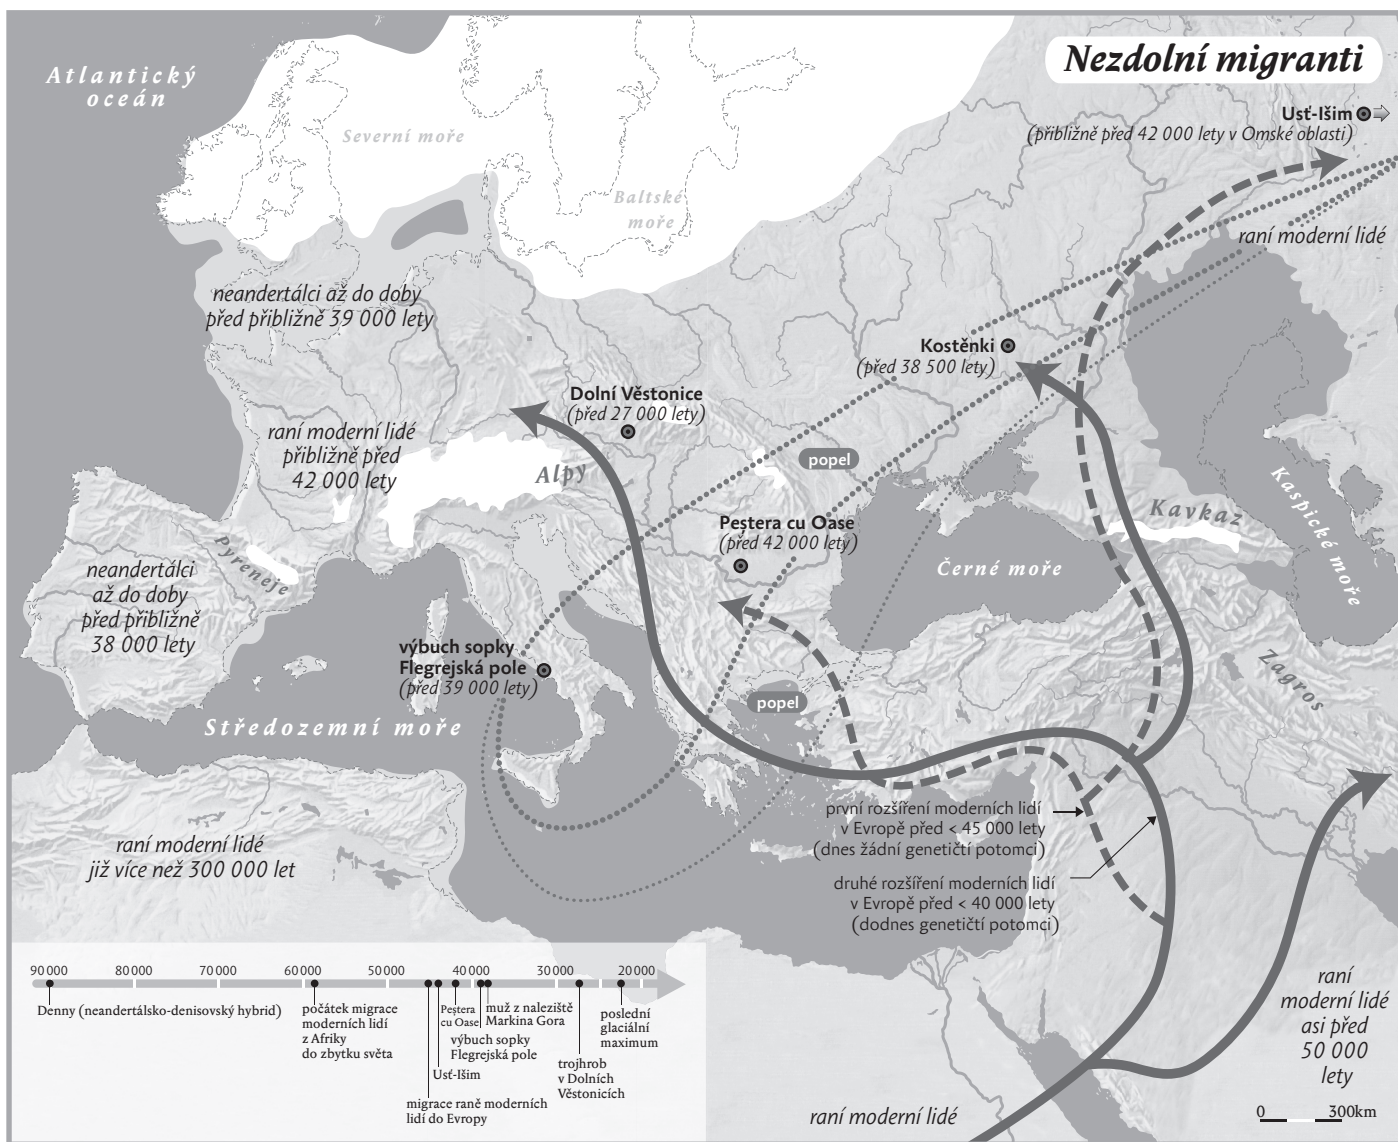 Nezdolní migranti
Atlantický
oceán
Severní moře
Baltské
moře
Usť-Išim
(přibližně před 42 000 lety v Omské oblasti)
raní moderní lidé
neandertálci až do doby
před přibližně 39 000 lety
Kostěnki
(před 38 500 lety)
Dolní Věstonice
(před 27 000 lety)
raní moderní lidé
přibližně před
42 000 lety
Alpy
popel
Kaspické moře
Kavkaz
Peştera cu Oase
(před 42 000 lety)
Pyreneje
neandertálci
až do doby
před přibližně
38 000 lety
Černé moře
výbuch sopky
Flegrejská pole
(před 39 000 lety)
Zagros
popel
Středozemní moře
první rozšíření moderních lidí
v Evropě před < 45 000 lety
(dnes žádní genetičtí potomci)
raní moderní lidé
již více než 300 000 let
druhé rozšíření moderních lidí
v Evropě před < 40 000 lety
(dodnes genetičtí potomci)
90 000 80 000 70 000 60 000 50 000 40 000 30 000 20 000
Denny (neandertálsko-denisovský hybrid)
počátek migrace
moderních lidí
z Afriky
do zbytku světa
migrace raně moderních
lidí do Evropy
Usť-Išim
Peştera
cu Oase
výbuch sopky
Flegrejská pole
muž z naleziště
Markina Gora
trojhrob
v Dolních
Věstonicích
poslední
glaciální
maximum
raní
moderní lidé
asi před
50 000
lety
raní moderní lidé
0 300km